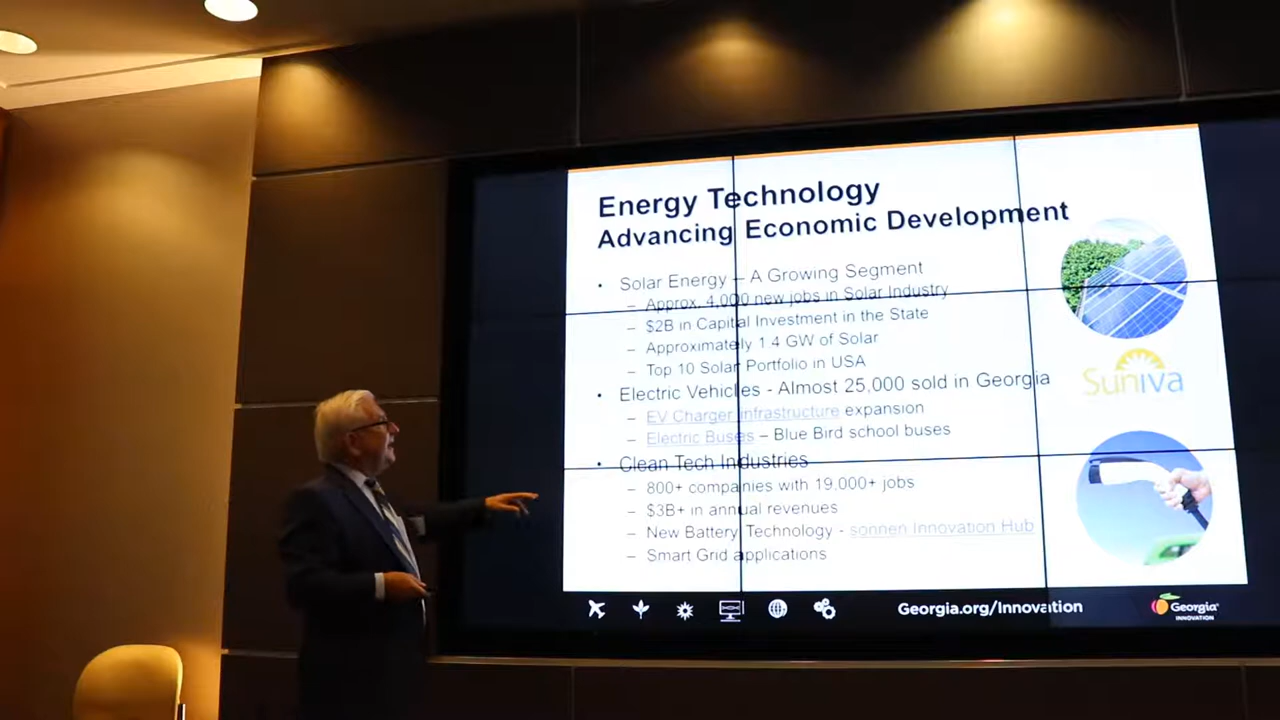 Energy Technology
Advancing Economic Development
• Solar Energy – A Growing Segment
– Approx. 4,000 new jobs in Solar Industry
– $2B in Capital Investment in the State
– Approximately 1.4 GW of Solar
– Top 10 Solar Portfolio in USA
• Electric Vehicles - Almost 25,000 sold in Georgia
– EV Charger infrastructure expansion
– Electric Buses – Blue Bird school buses
• Clean Tech Industries
– 800+ companies with 19,000+ jobs
– $3B+ in annual revenues
– New Battery Technology - sonnen Innovation Hub
– Smart Grid applications
Suniva
Georgia.org/Innovation
Georgia®
INNOVATION